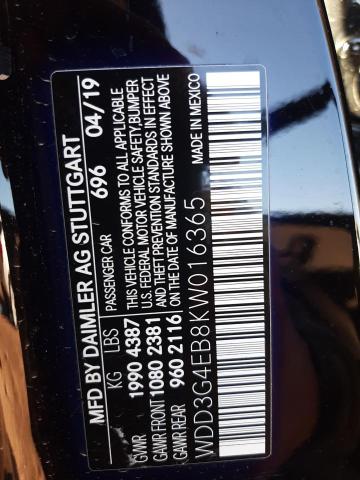 MFD BY DAIMLER AG STUTTGART
PASSENGER CAR 696 04/19
KG LBS
GVWR 1990 4387
GAWR FRONT 1080 2381
GAWR REAR 960 2116
THIS VEHICLE CONFORMS TO ALL APPLICABLE
U.S. FEDERAL MOTOR VEHICLE SAFETY, BUMPER
AND THEFT PREVENTION STANDARDS IN EFFECT
ON THE DATE OF MANUFACTURE SHOWN ABOVE
WDD3G4EB8KW016365
MADE IN MEXICO